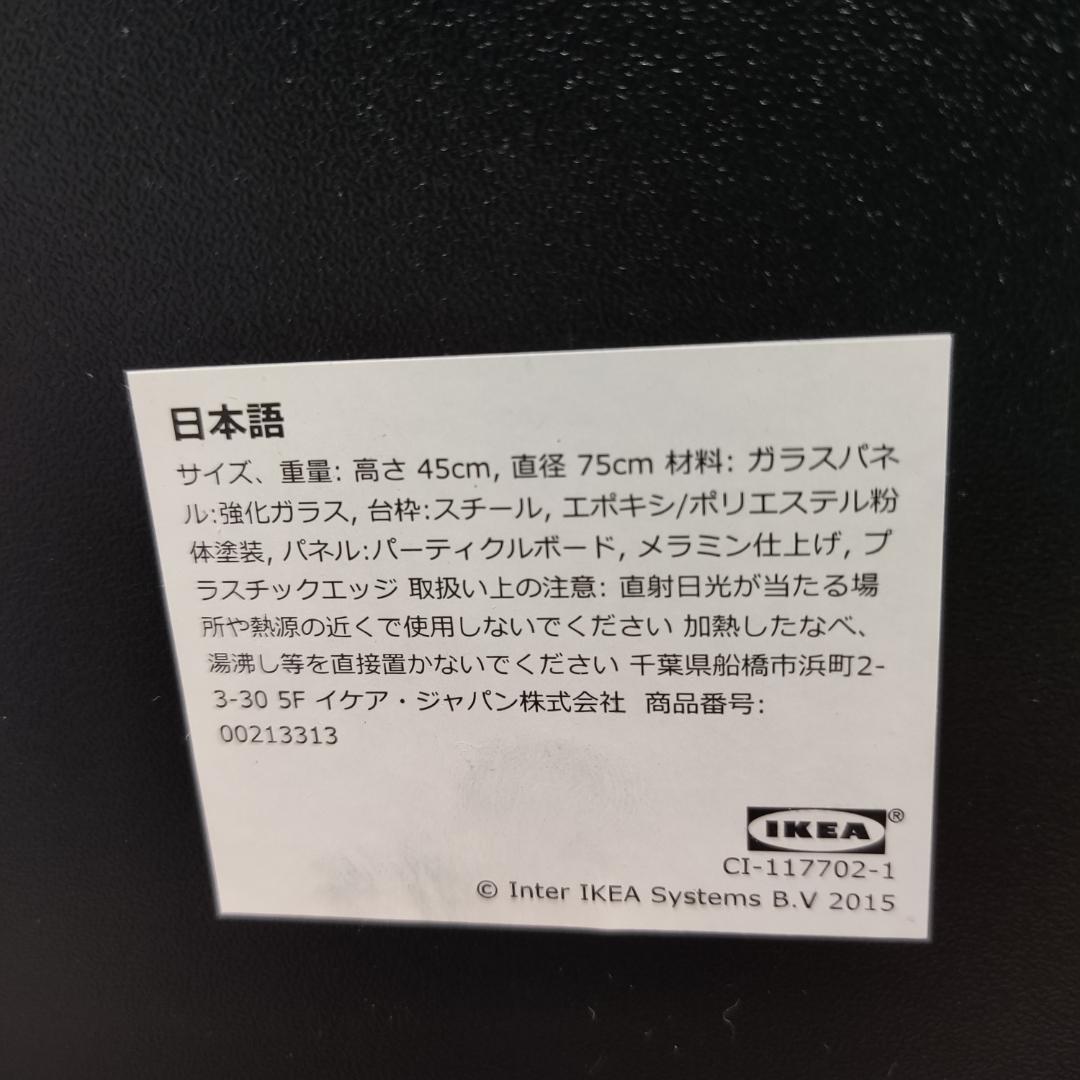 日本語
サイズ、重量: 高さ 45cm, 直径 75cm 材料: ガラスパネ
ル:強化ガラス, 台枠:スチール, エポキシ/ポリエステル粉
体塗装, パネル:パーティクルボード, メラミン仕上げ, プ
ラスチックエッジ 取扱い上の注意: 直射日光が当たる場
所や熱源の近くで使用しないでください 加熱したなべ、
湯沸し等を直接置かないでください 千葉県船橋市浜町2-
3-30 5F イケア・ジャパン株式会社 商品番号:
00213313
IKEA®
CI-117702-1
© Inter IKEA Systems B.V 2015